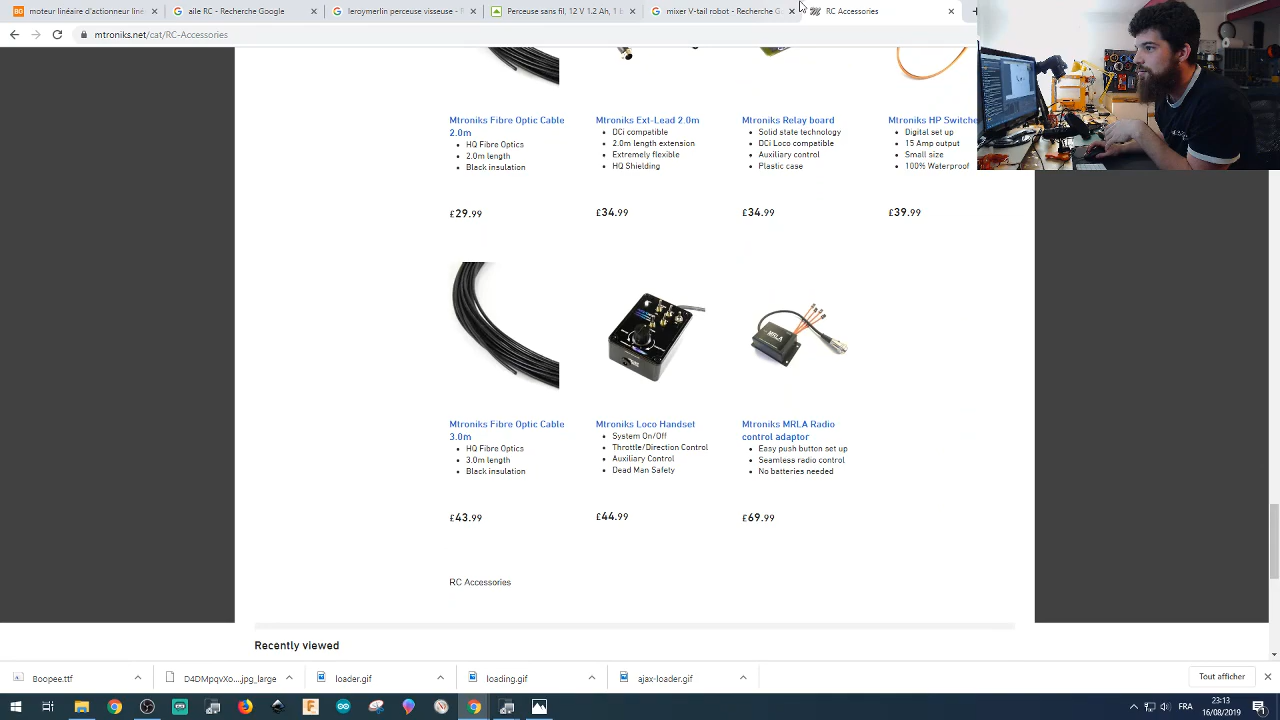 moteur linéaire d'actionneur liné
aile RC - Recherche Google
leroymerlin perceuse visseuse - R
Perceuse sans fil, 12 V 1.2 Ah, 1 b
mixer V-tail robot - Recherche G
RC Accessories
mtroniks.net/cat/RC-Accessories
Mtroniks Fibre Optic Cable
2.0m
HQ Fibre Optics
2.0m length
Black insulation
£29.99
Mtroniks Ext-Lead 2.0m
DCi compatible
2.0m length extension
Extremely flexible
HQ Shielding
£34.99
Mtroniks Relay board
Solid state technology
DCi Loco compatible
Auxiliary control
Plastic case
£34.99
Mtroniks HP Switche
Digital set up
15 Amp output
Small size
100% Waterproof
£39.99
Mtroniks Fibre Optic Cable
3.0m
HQ Fibre Optics
3.0m length
Black insulation
£43.99
Mtroniks Loco Handset
System On/Off
Throttle/Direction Control
Auxiliary Control
Dead Man Safety
£44.99
MRLA
Mtroniks MRLA Radio
control adaptor
Easy push button set up
Seamless radio control
No batteries needed
£69.99
RC Accessories
Recently viewed
Boopee.ttf
D4DMpqvXo....jpg_large
loader.gif
loading.gif
ajax-loader.gif
Tout afficher
FRA
23:13
16/08/2019